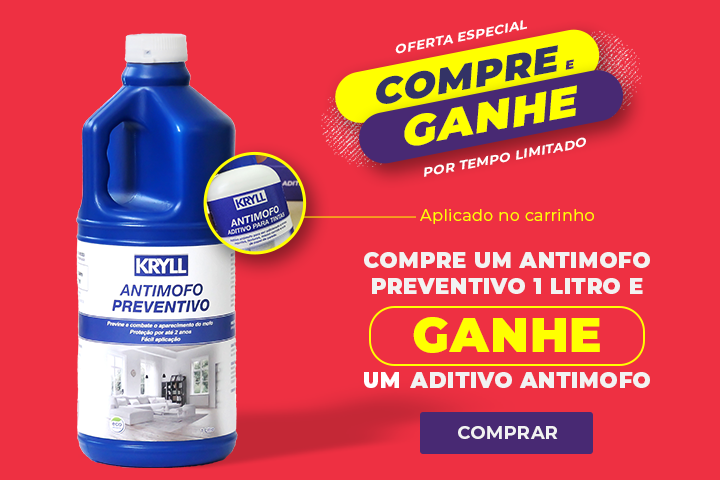 OFERTA ESPECIAL
COMPRE E
GANHE
POR TEMPO LIMITADO
KRYLL
ANTIMOFO
ADITIVO PARA TINTAS
ADITI
Aplicado no carrinho
COMPRE UM ANTIMOFO
PREVENTIVO 1 LITRO E
GANHE
UM ADITIVO ANTIMOFO
COMPRAR
KRYLL
ANTIMOFO
PREVENTIVO
Previne e combate o aparecimento do mofo
Proteção por até 2 anos
Fácil aplicação
eco